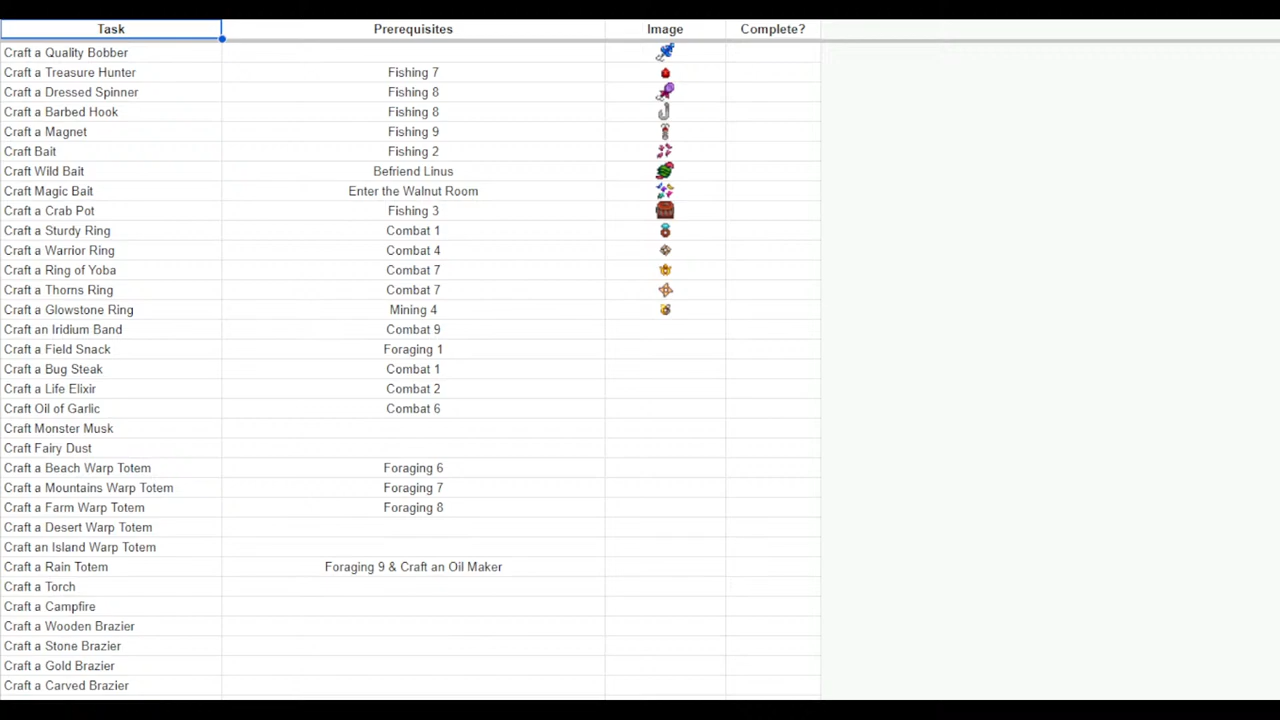 Task Prerequisites Image Complete?
Craft a Quality Bobber
Craft a Treasure Hunter Fishing 7
Craft a Dressed Spinner Fishing 8
Craft a Barbed Hook Fishing 8
Craft a Magnet Fishing 9
Craft Bait Fishing 2
Craft Wild Bait Befriend Linus
Craft Magic Bait Enter the Walnut Room
Craft a Crab Pot Fishing 3
Craft a Sturdy Ring Combat 1
Craft a Warrior Ring Combat 4
Craft a Ring of Yoba Combat 7
Craft a Thorns Ring Combat 7
Craft a Glowstone Ring Mining 4
Craft an Iridium Band Combat 9
Craft a Field Snack Foraging 1
Craft a Bug Steak Combat 1
Craft a Life Elixir Combat 2
Craft Oil of Garlic Combat 6
Craft Monster Musk
Craft Fairy Dust
Craft a Beach Warp Totem Foraging 6
Craft a Mountains Warp Totem Foraging 7
Craft a Farm Warp Totem Foraging 8
Craft a Desert Warp Totem
Craft an Island Warp Totem
Craft a Rain Totem Foraging 9 & Craft an Oil Maker
Craft a Torch
Craft a Campfire
Craft a Wooden Brazier
Craft a Stone Brazier
Craft a Gold Brazier
Craft a Carved Brazier